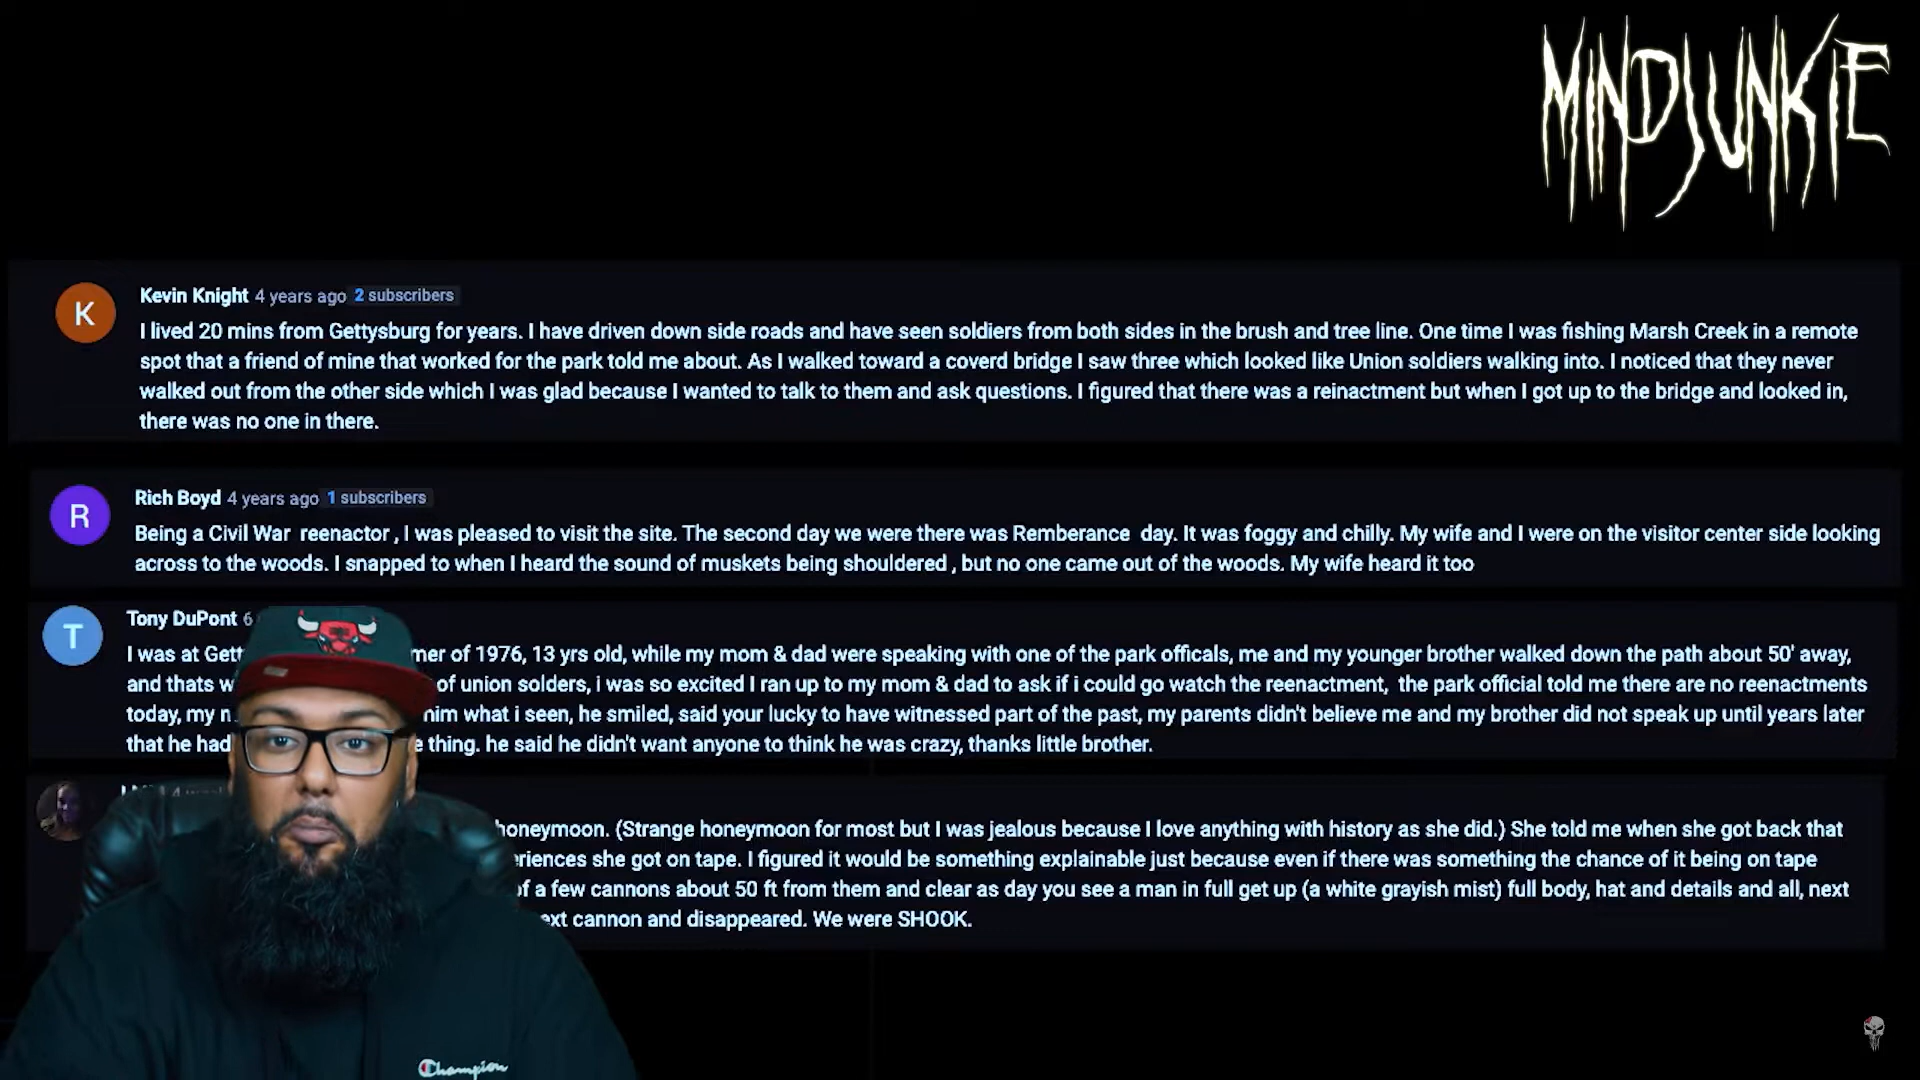 MINDJUNKIE
K
Kevin Knight 4 years ago 2 subscribers
I lived 20 mins from Gettysburg for years. I have driven down side roads and have seen soldiers from both sides in the brush and tree line. One time I was fishing Marsh Creek in a remote
spot that a friend of mine that worked for the park told me about. As I walked toward a coverd bridge I saw three which looked like Union soldiers walking into. I noticed that they never
walked out from the other side which I was glad because I wanted to talk to them and ask questions. I figured that there was a reinactment but when I got up to the bridge and looked in,
there was no one in there.
R
Rich Boyd 4 years ago 1 subscribers
Being a Civil War reenactor , I was pleased to visit the site. The second day we were there was Remberance day. It was foggy and chilly. My wife and I were on the visitor center side looking
across to the woods. I snapped to when I heard the sound of muskets being shouldered , but no one came out of the woods. My wife heard it too
T
Tony DuPont 6
I was at Gett mer of 1976, 13 yrs old, while my mom & dad were speaking with one of the park officals, me and my younger brother walked down the path about 50' away,
and thats w of union solders, i was so excited I ran up to my mom & dad to ask if i could go watch the reenactment, the park official told me there are no reenactments
today, my him what i seen, he smiled, said your lucky to have witnessed part of the past, my parents didn't believe me and my brother did not speak up until years later
that he had e thing. he said he didn't want anyone to think he was crazy, thanks little brother.
honeymoon. (Strange honeymoon for most but I was jealous because I love anything with history as she did.) She told me when she got back that
eriences she got on tape. I figured it would be something explainable just because even if there was something the chance of it being on tape
of a few cannons about 50 ft from them and clear as day you see a man in full get up (a white grayish mist) full body, hat and details and all, next
ext cannon and disappeared. We were SHOOK.
Champion